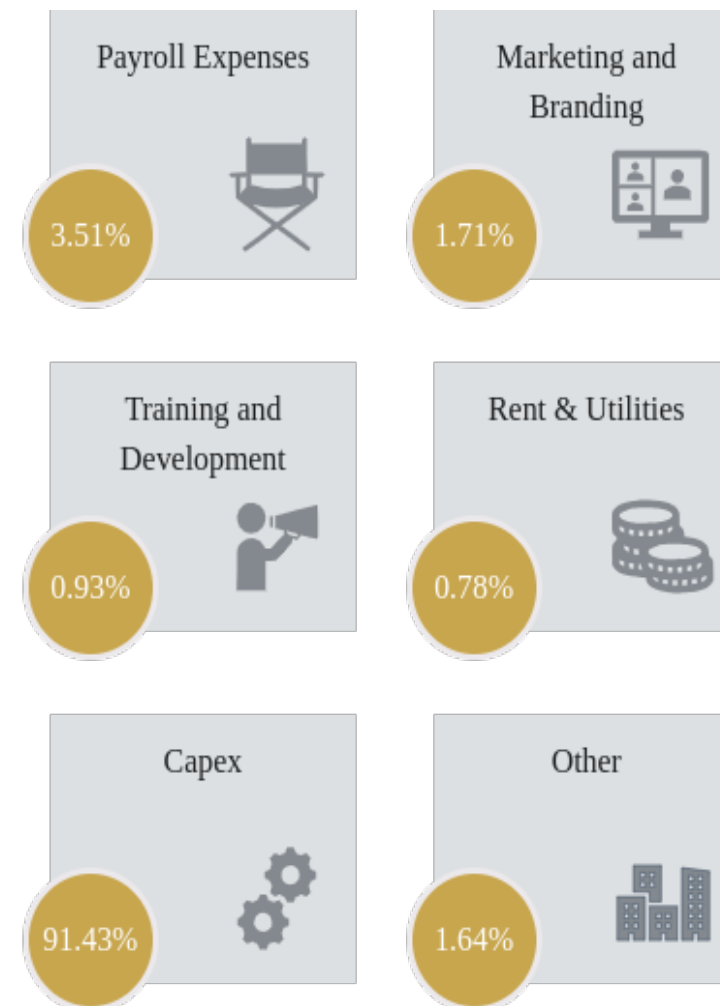 Payroll Expenses
3.51%
Marketing and
Branding
1.71%
Training and
Development
0.93%
Rent & Utilities
0.78%
Capex
91.43%
Other
1.64%